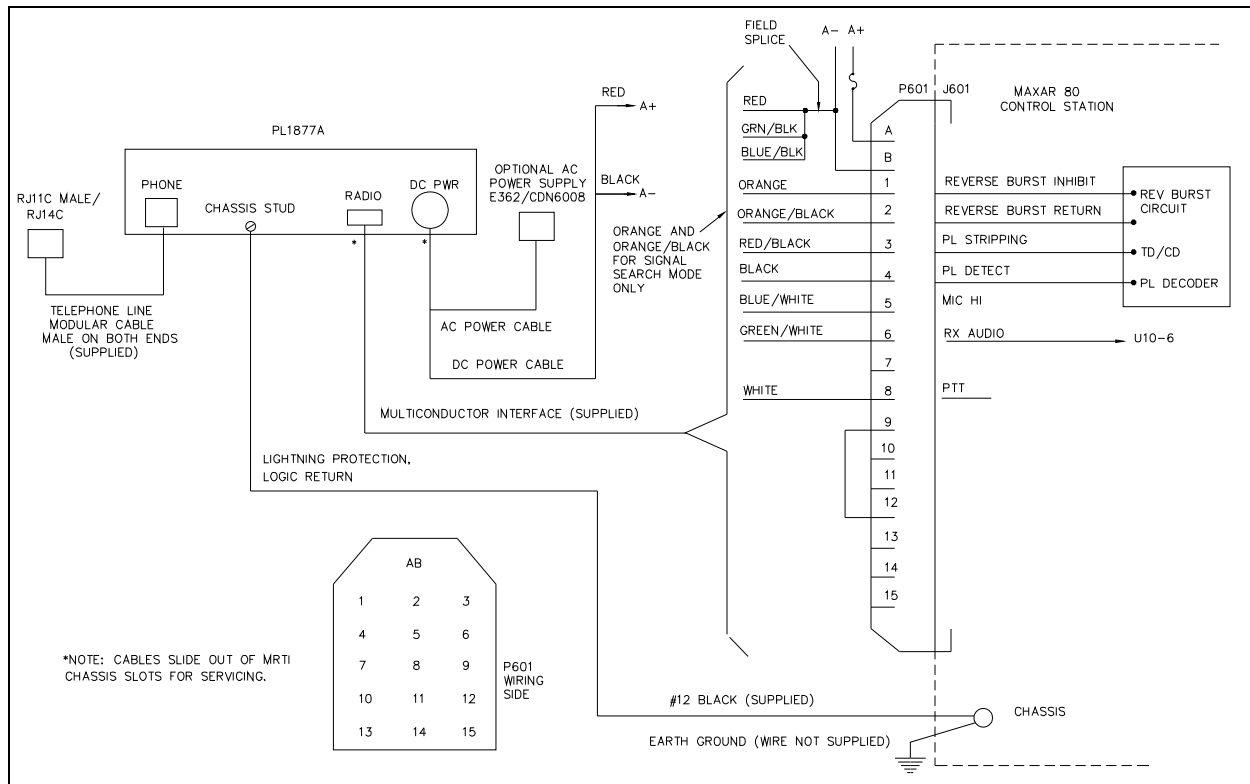 FIELD
SPLICE
A- A+
P601 J601
MAXAR 80
CONTROL STATION
RED
A+
PL1877A
PHONE
CHASSIS STUD
RADIO
DC PWR
*
*
RJ11C MALE/
RJ14C
OPTIONAL AC
POWER SUPPLY
E362/CDN6008
BLACK
A-
TELEPHONE LINE
MODULAR CABLE
MALE ON BOTH ENDS
(SUPPLIED)
AC POWER CABLE
DC POWER CABLE
MULTICONDUCTOR INTERFACE (SUPPLIED)
LIGHTNING PROTECTION,
LOGIC RETURN
ORANGE AND
ORANGE/BLACK
FOR SIGNAL
SEARCH MODE
ONLY
RED
GRN/BLK
BLUE/BLK
ORANGE
ORANGE/BLACK
RED/BLACK
BLACK
BLUE/WHITE
GREEN/WHITE
WHITE
A
B
1
2
3
4
5
6
7
8
9
10
11
12
13
14
15
REVERSE BURST INHIBIT
REVERSE BURST RETURN
PL STRIPPING
PL DETECT
MIC HI
RX AUDIO
PTT
REV BURST
CIRCUIT
TD/CD
PL DECODER
U10-6
AB
1 2 3
4 5 6
7 8 9
10 11 12
13 14 15
P601
WIRING
SIDE
*NOTE: CABLES SLIDE OUT OF MRTI
CHASSIS SLOTS FOR SERVICING.
#12 BLACK (SUPPLIED)
CHASSIS
EARTH GROUND (WIRE NOT SUPPLIED)